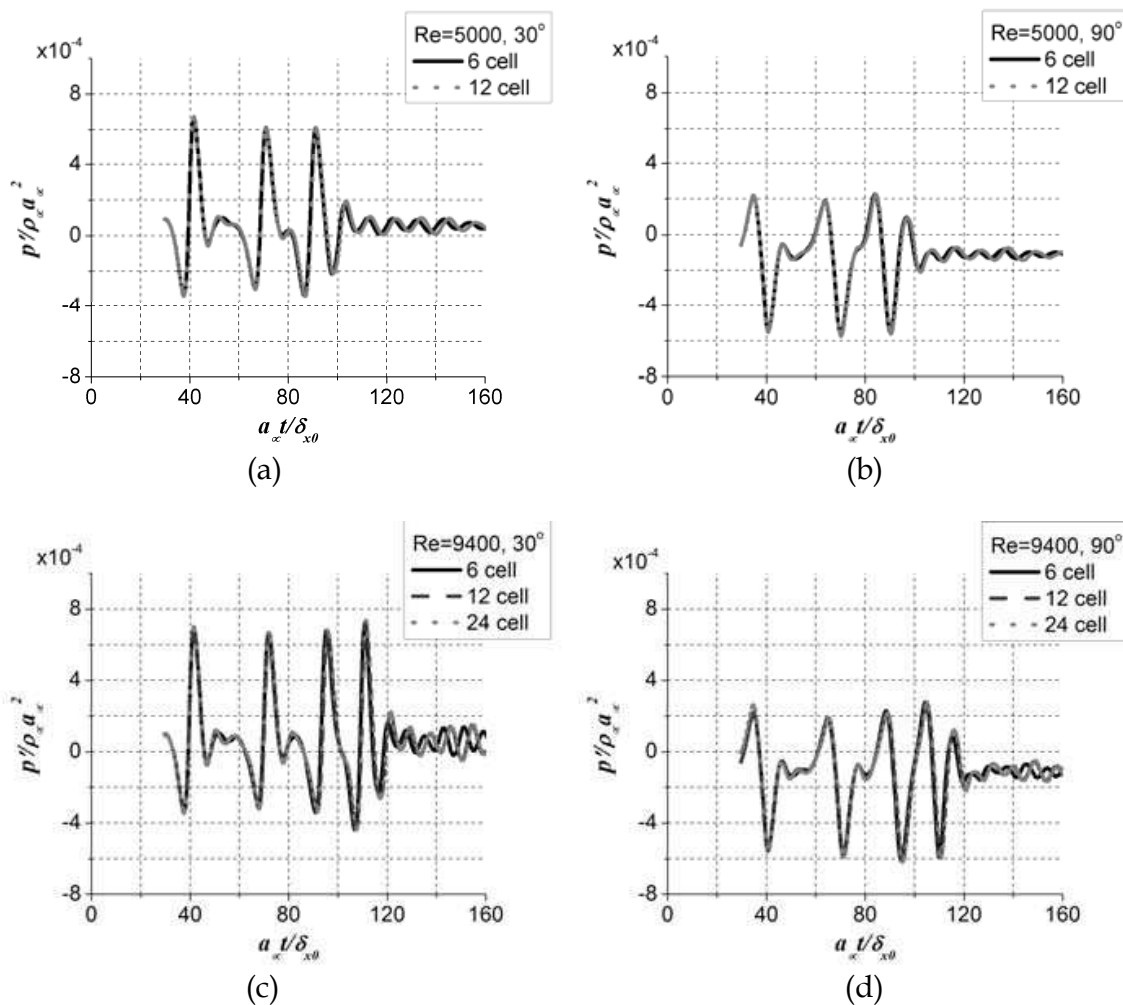 Re=5000, 30°
6 cell
12 cell
x10⁻⁴
8
4
0
-4
-8
p'/ρ∝a∝²
0 40 80 120 160
a∝t/δx0
(a)
Re=5000, 90°
6 cell
12 cell
x10⁻⁴
8
4
0
-4
-8
p'/ρ∝a∝²
0 40 80 120 160
a∝t/δx0
(b)
Re=9400, 30°
6 cell
12 cell
24 cell
x10⁻⁴
8
4
0
-4
-8
p'/ρ∝a∝²
0 40 80 120 160
a∝t/δx0
(c)
Re=9400, 90°
6 cell
12 cell
24 cell
x10⁻⁴
8
4
0
-4
-8
p'/ρ∝a∝²
0 40 80 120 160
a∝t/δx0
(d)